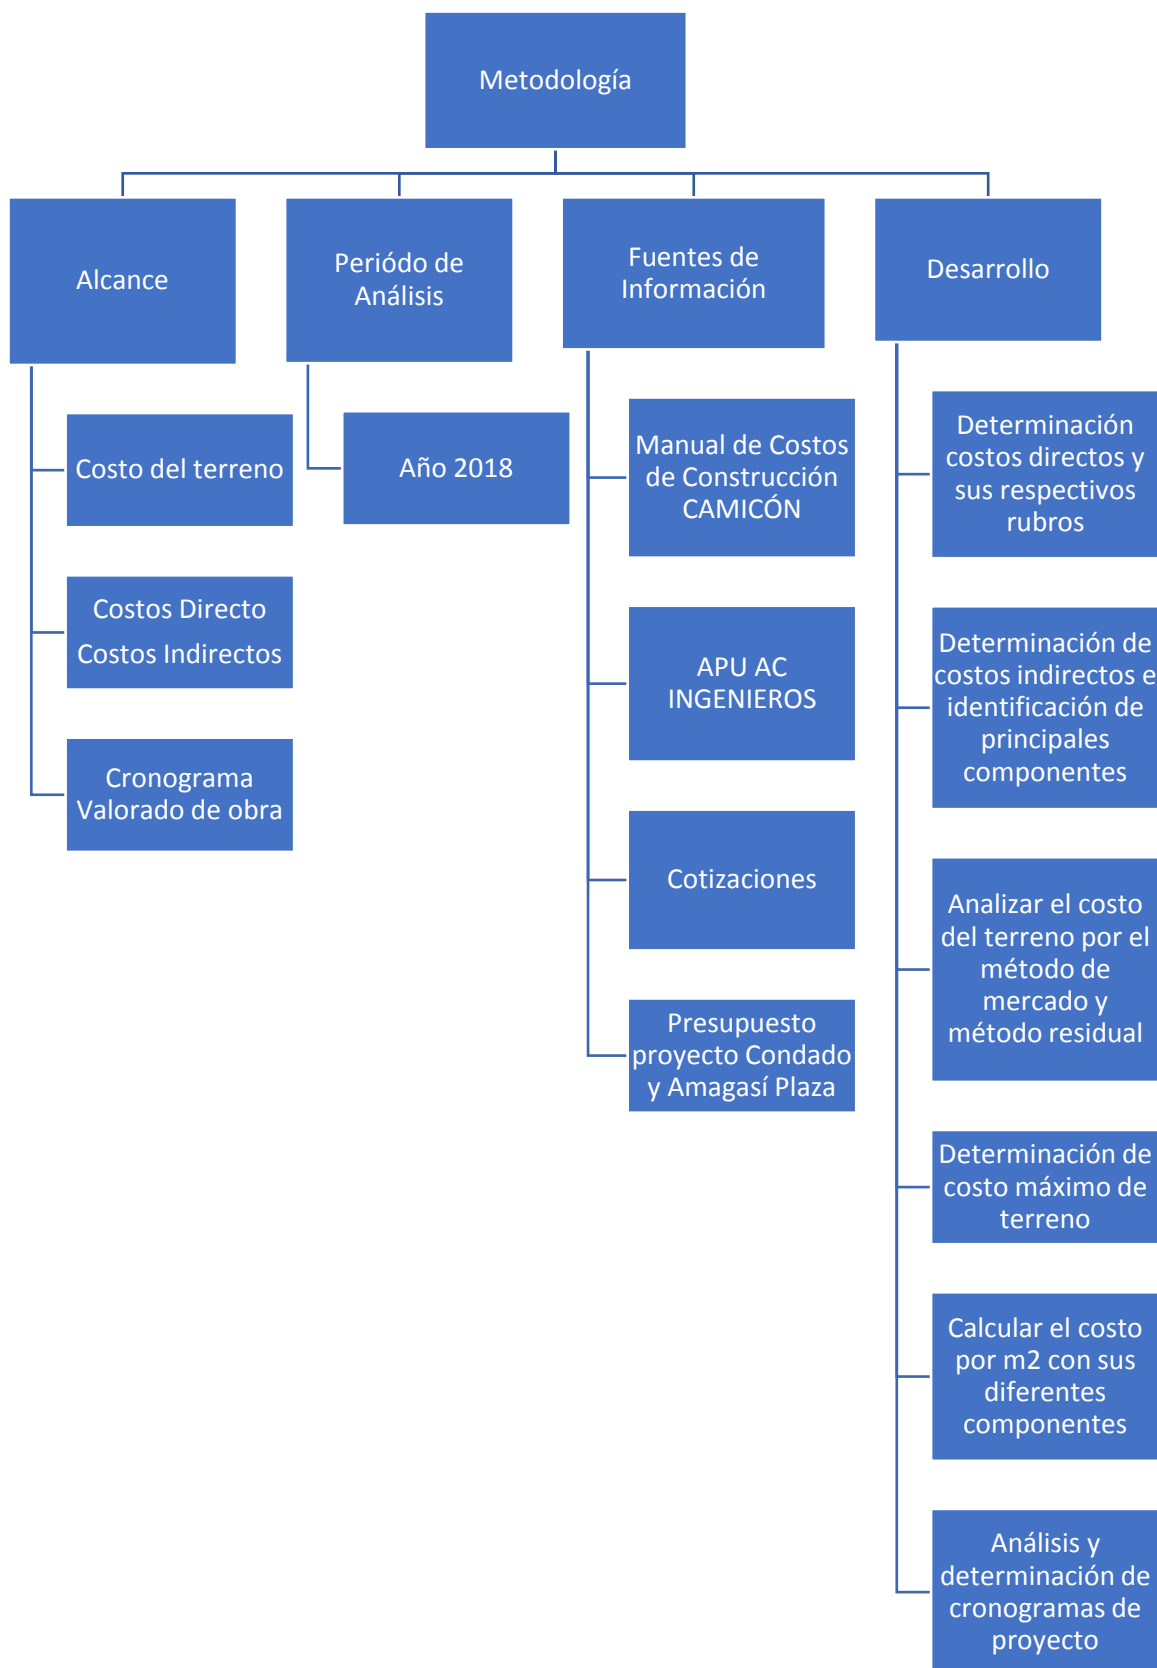 Metodología
Alcance
Costo del terreno
Costos Directo
Costos Indirectos
Cronograma
Valorado de obra
Periódo de
Análisis
Año 2018
Fuentes de
Información
Manual de Costos
de Construcción
CAMICÓN
APU AC
INGENIEROS
Cotizaciones
Presupuesto
proyecto Condado
y Amagasí Plaza
Desarrollo
Determinación
costos directos y
sus respectivos
rubros
Determinación de
costos indirectos e
identificación de
principales
componentes
Analizar el costo
del terreno por el
método de
mercado y
método residual
Determinación de
costo máximo de
terreno
Calcular el costo
por m2 con sus
diferentes
componentes
Análisis y
determinación de
cronogramas de
proyecto